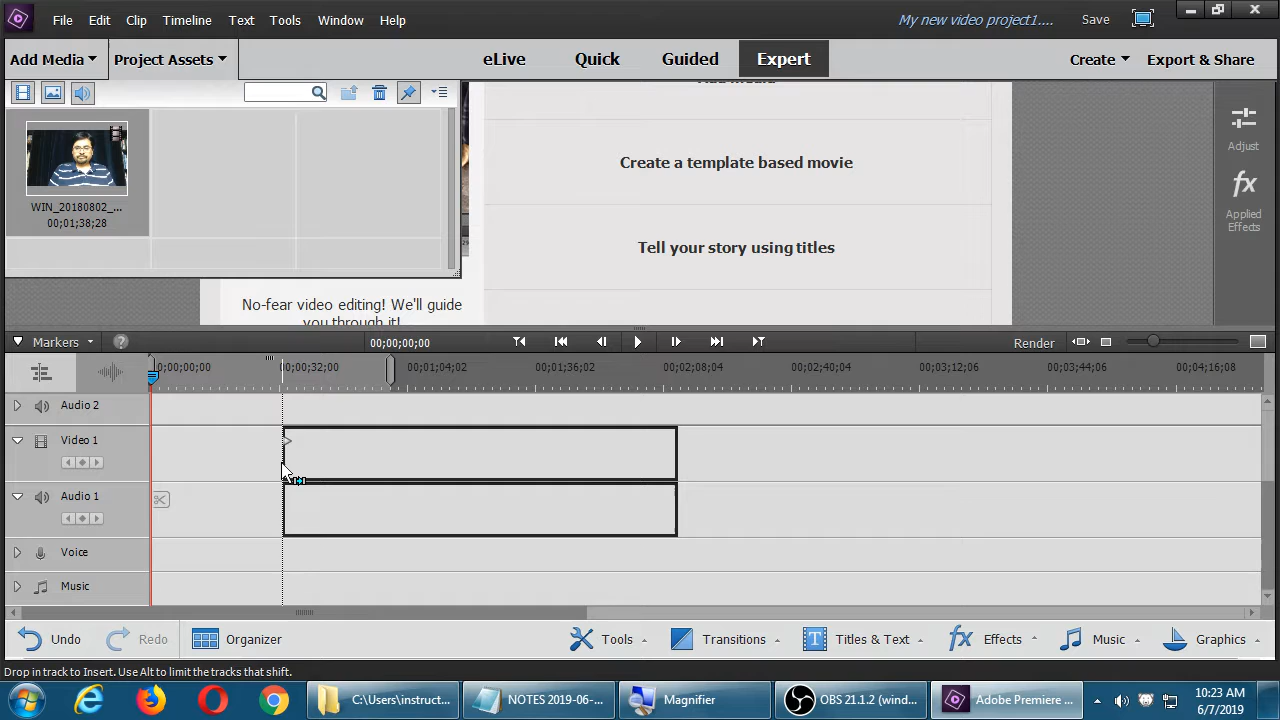 File Edit Clip Timeline Text Tools Window Help My new video project1.... Save
Add Media Project Assets eLive Quick Guided Expert Create Export & Share
Create a template based movie
Adjust
WIN_20180802_...
00;01;38;28
Applied
Effects
Tell your story using titles
No-fear video editing! We'll guide
you through it!
Markers 00;00;00;00 Render
00;00;00;00 00;00;32;00 00;01;04;02 00;01;36;02 00;02;08;04 00;02;40;04 00;03;12;06 00;03;44;06 00;04;16;08
Audio 2
Video 1
Audio 1
Voice
Music
Undo Redo Organizer Tools Transitions Titles & Text Effects Music Graphics
Drop in track to Insert. Use Alt to limit the tracks that shift.
C:\Users\instruct... NOTES 2019-06-... Magnifier OBS 21.1.2 (wind... Adobe Premiere ...
10:23 AM
6/7/2019